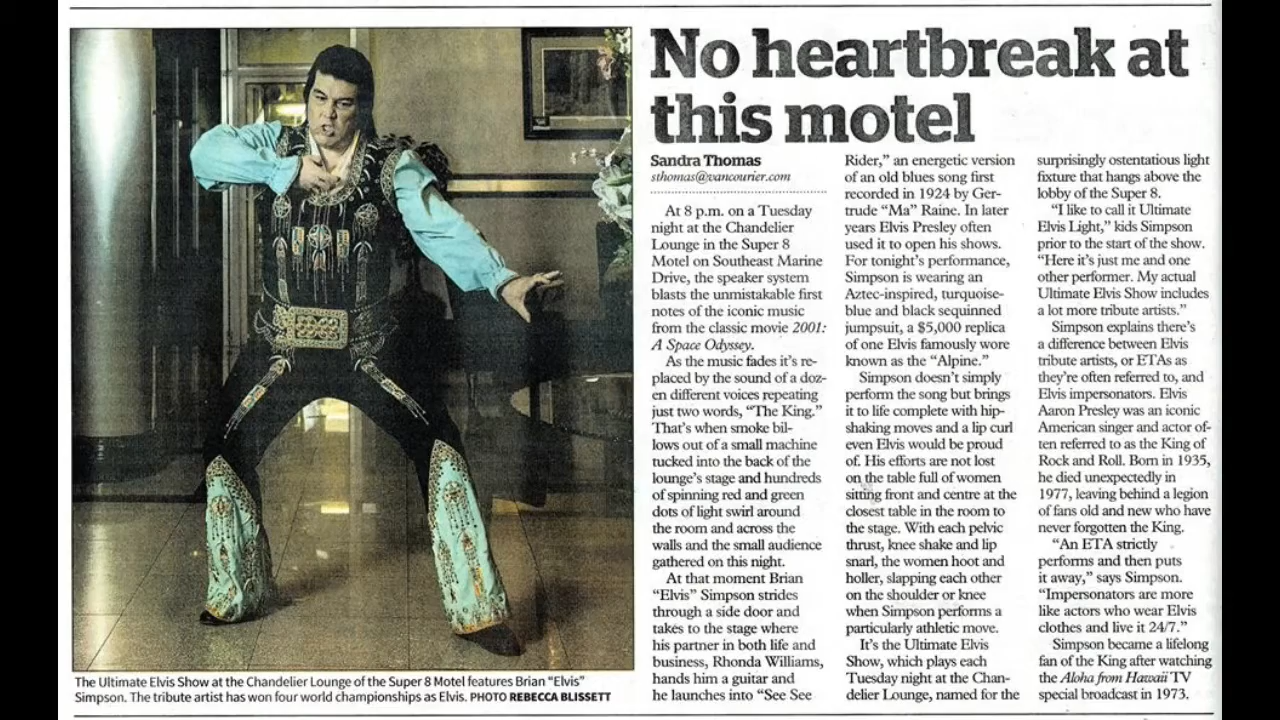 No heartbreak at
this motel
Sandra Thomas
sthomas@vancourier.com
At 8 p.m. on a Tuesday
night at the Chandelier
Lounge in the Super 8
Motel on Southeast Marine
Drive, the speaker system
blasts the unmistakable first
notes of the iconic music
from the classic movie 2001:
A Space Odyssey.
As the music fades it's re-
placed by the sound of a doz-
en different voices repeating
just two words, “The King.”
That's when smoke bil-
lows out of a small machine
tucked into the back of the
lounge's stage and hundreds
of spinning red and green
dots of light swirl around
the room and across the
walls and the small audience
gathered on this night.
At that moment Brian
“Elvis” Simpson strides
through a side door and
takes to the stage where
his partner in both life and
business, Rhonda Williams,
hands him a guitar and
he launches into “See See
Rider,” an energetic version
of an old blues song first
recorded in 1924 by Ger-
trude “Ma” Raine. In later
years Elvis Presley often
used it to open his shows.
For tonight's performance,
Simpson is wearing an
Aztec-inspired, turquoise-
blue and black sequinned
jumpsuit, a $5,000 replica
of one Elvis famously wore
known as the “Alpine.”
Simpson doesn't simply
perform the song but brings
it to life complete with hip-
shaking moves and a lip curl
even Elvis would be proud
of. His efforts are not lost
on the table full of women
sitting front and centre at the
closest table in the room to
the stage. With each pelvic
thrust, knee shake and lip
snarl, the women hoot and
holler, slapping each other
on the shoulder or knee
when Simpson performs a
particularly athletic move.
It's the Ultimate Elvis
Show, which plays each
Tuesday night at the Chan-
delier Lounge, named for the
surprisingly ostentatious light
fixture that hangs above the
lobby of the Super 8.
“I like to call it Ultimate
Elvis Light,” kids Simpson
prior to the start of the show.
“Here it's just me and one
other performer. My actual
Ultimate Elvis Show includes
a lot more tribute artists.”
Simpson explains there's
a difference between Elvis
tribute artists, or ETAs as
they're often referred to, and
Elvis impersonators. Elvis
Aaron Presley was an iconic
American singer and actor of-
ten referred to as the King of
Rock and Roll. Born in 1935,
he died unexpectedly in
1977, leaving behind a legion
of fans old and new who have
never forgotten the King.
“An ETA strictly
performs and then puts
it away,” says Simpson.
“Impersonators are more
like actors who wear Elvis
clothes and live it 24/7.”
Simpson became a lifelong
fan of the King after watching
the Aloha from Hawaii TV
special broadcast in 1973.
The Ultimate Elvis Show at the Chandelier Lounge of the Super 8 Motel features Brian “Elvis”
Simpson. The tribute artist has won four world championships as Elvis. PHOTO REBECCA BLISSETT